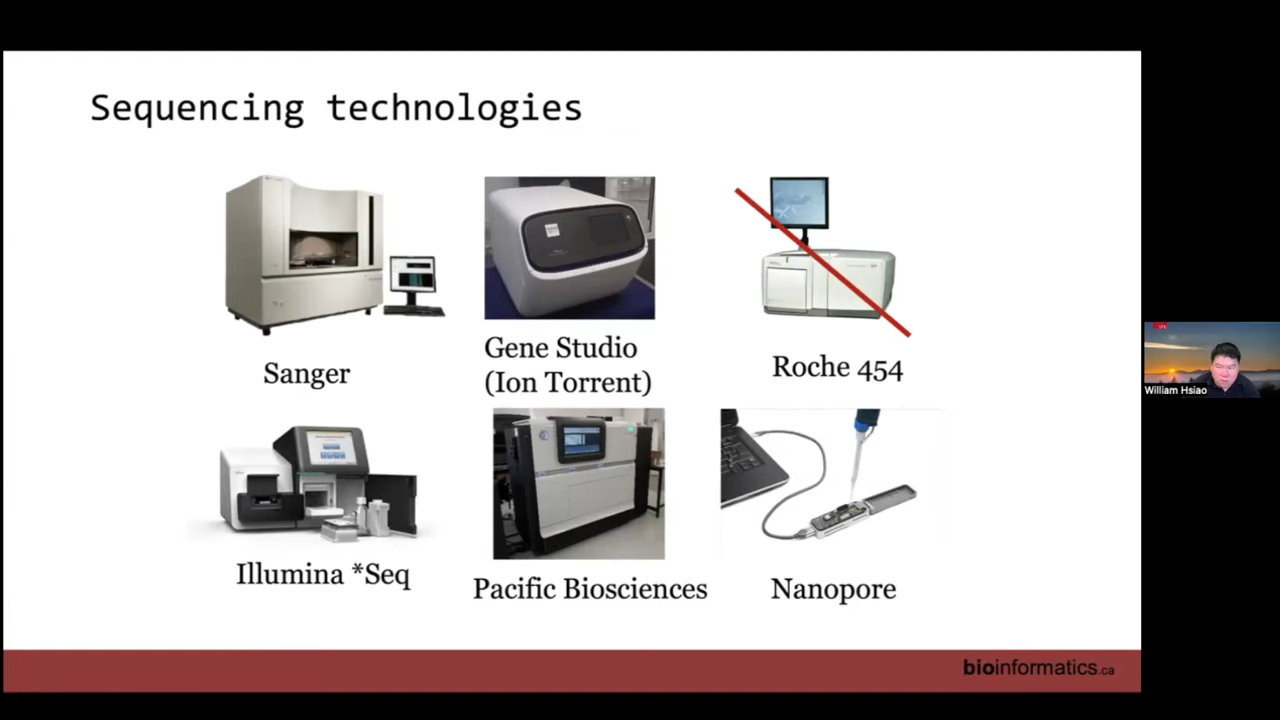 Sequencing technologies
Sanger
Gene Studio
(Ion Torrent)
Roche 454
Illumina *Seq
Pacific Biosciences
Nanopore
William Hsiao
bioinformatics.ca